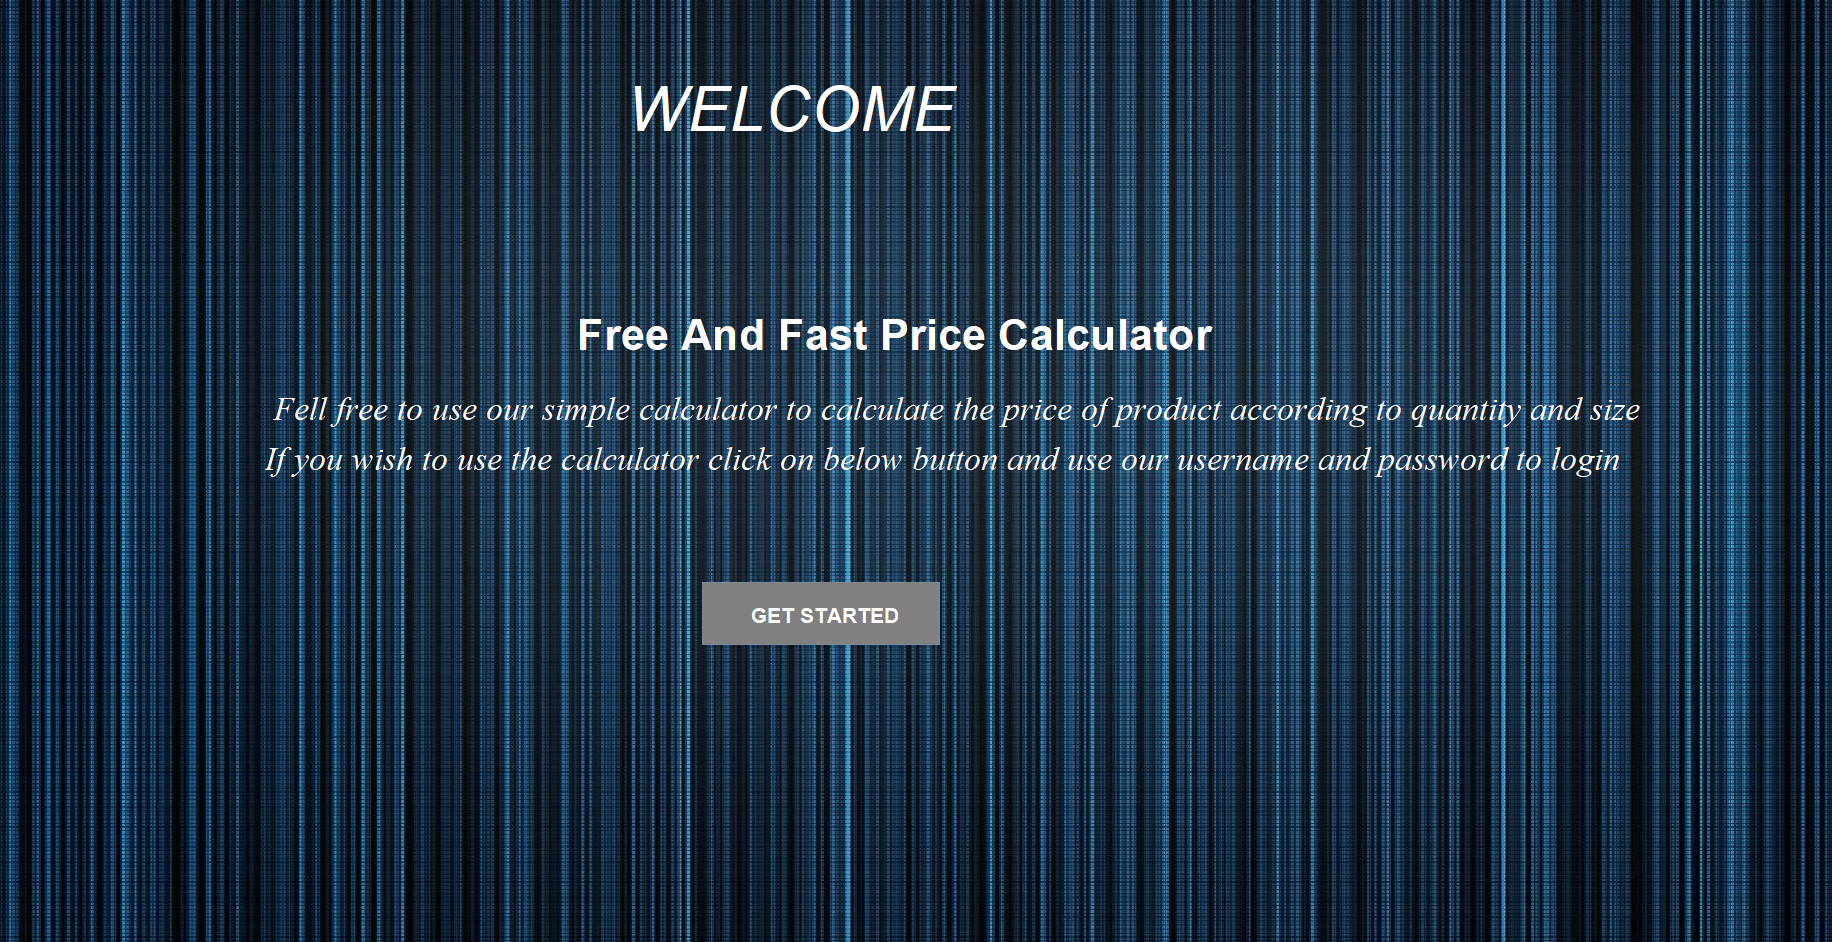 WELCOME
Free And Fast Price Calculator
Fell free to use our simple calculator to calculate the price of product according to quantity and size
If you wish to use the calculator click on below button and use our username and password to login
GET STARTED